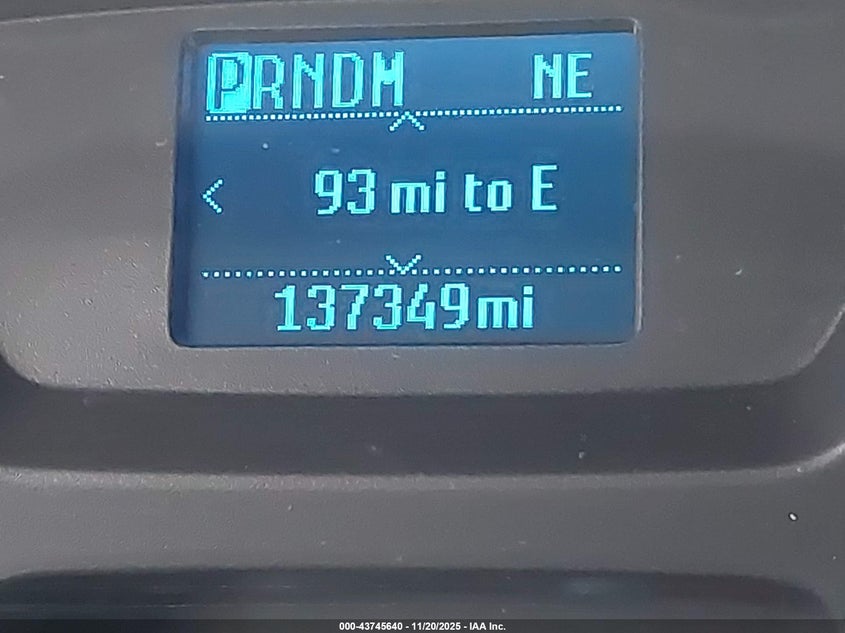 PRNDM NE
93 mi to E
137349mi
000-43745640 - 11/20/2025 - IAA Inc.